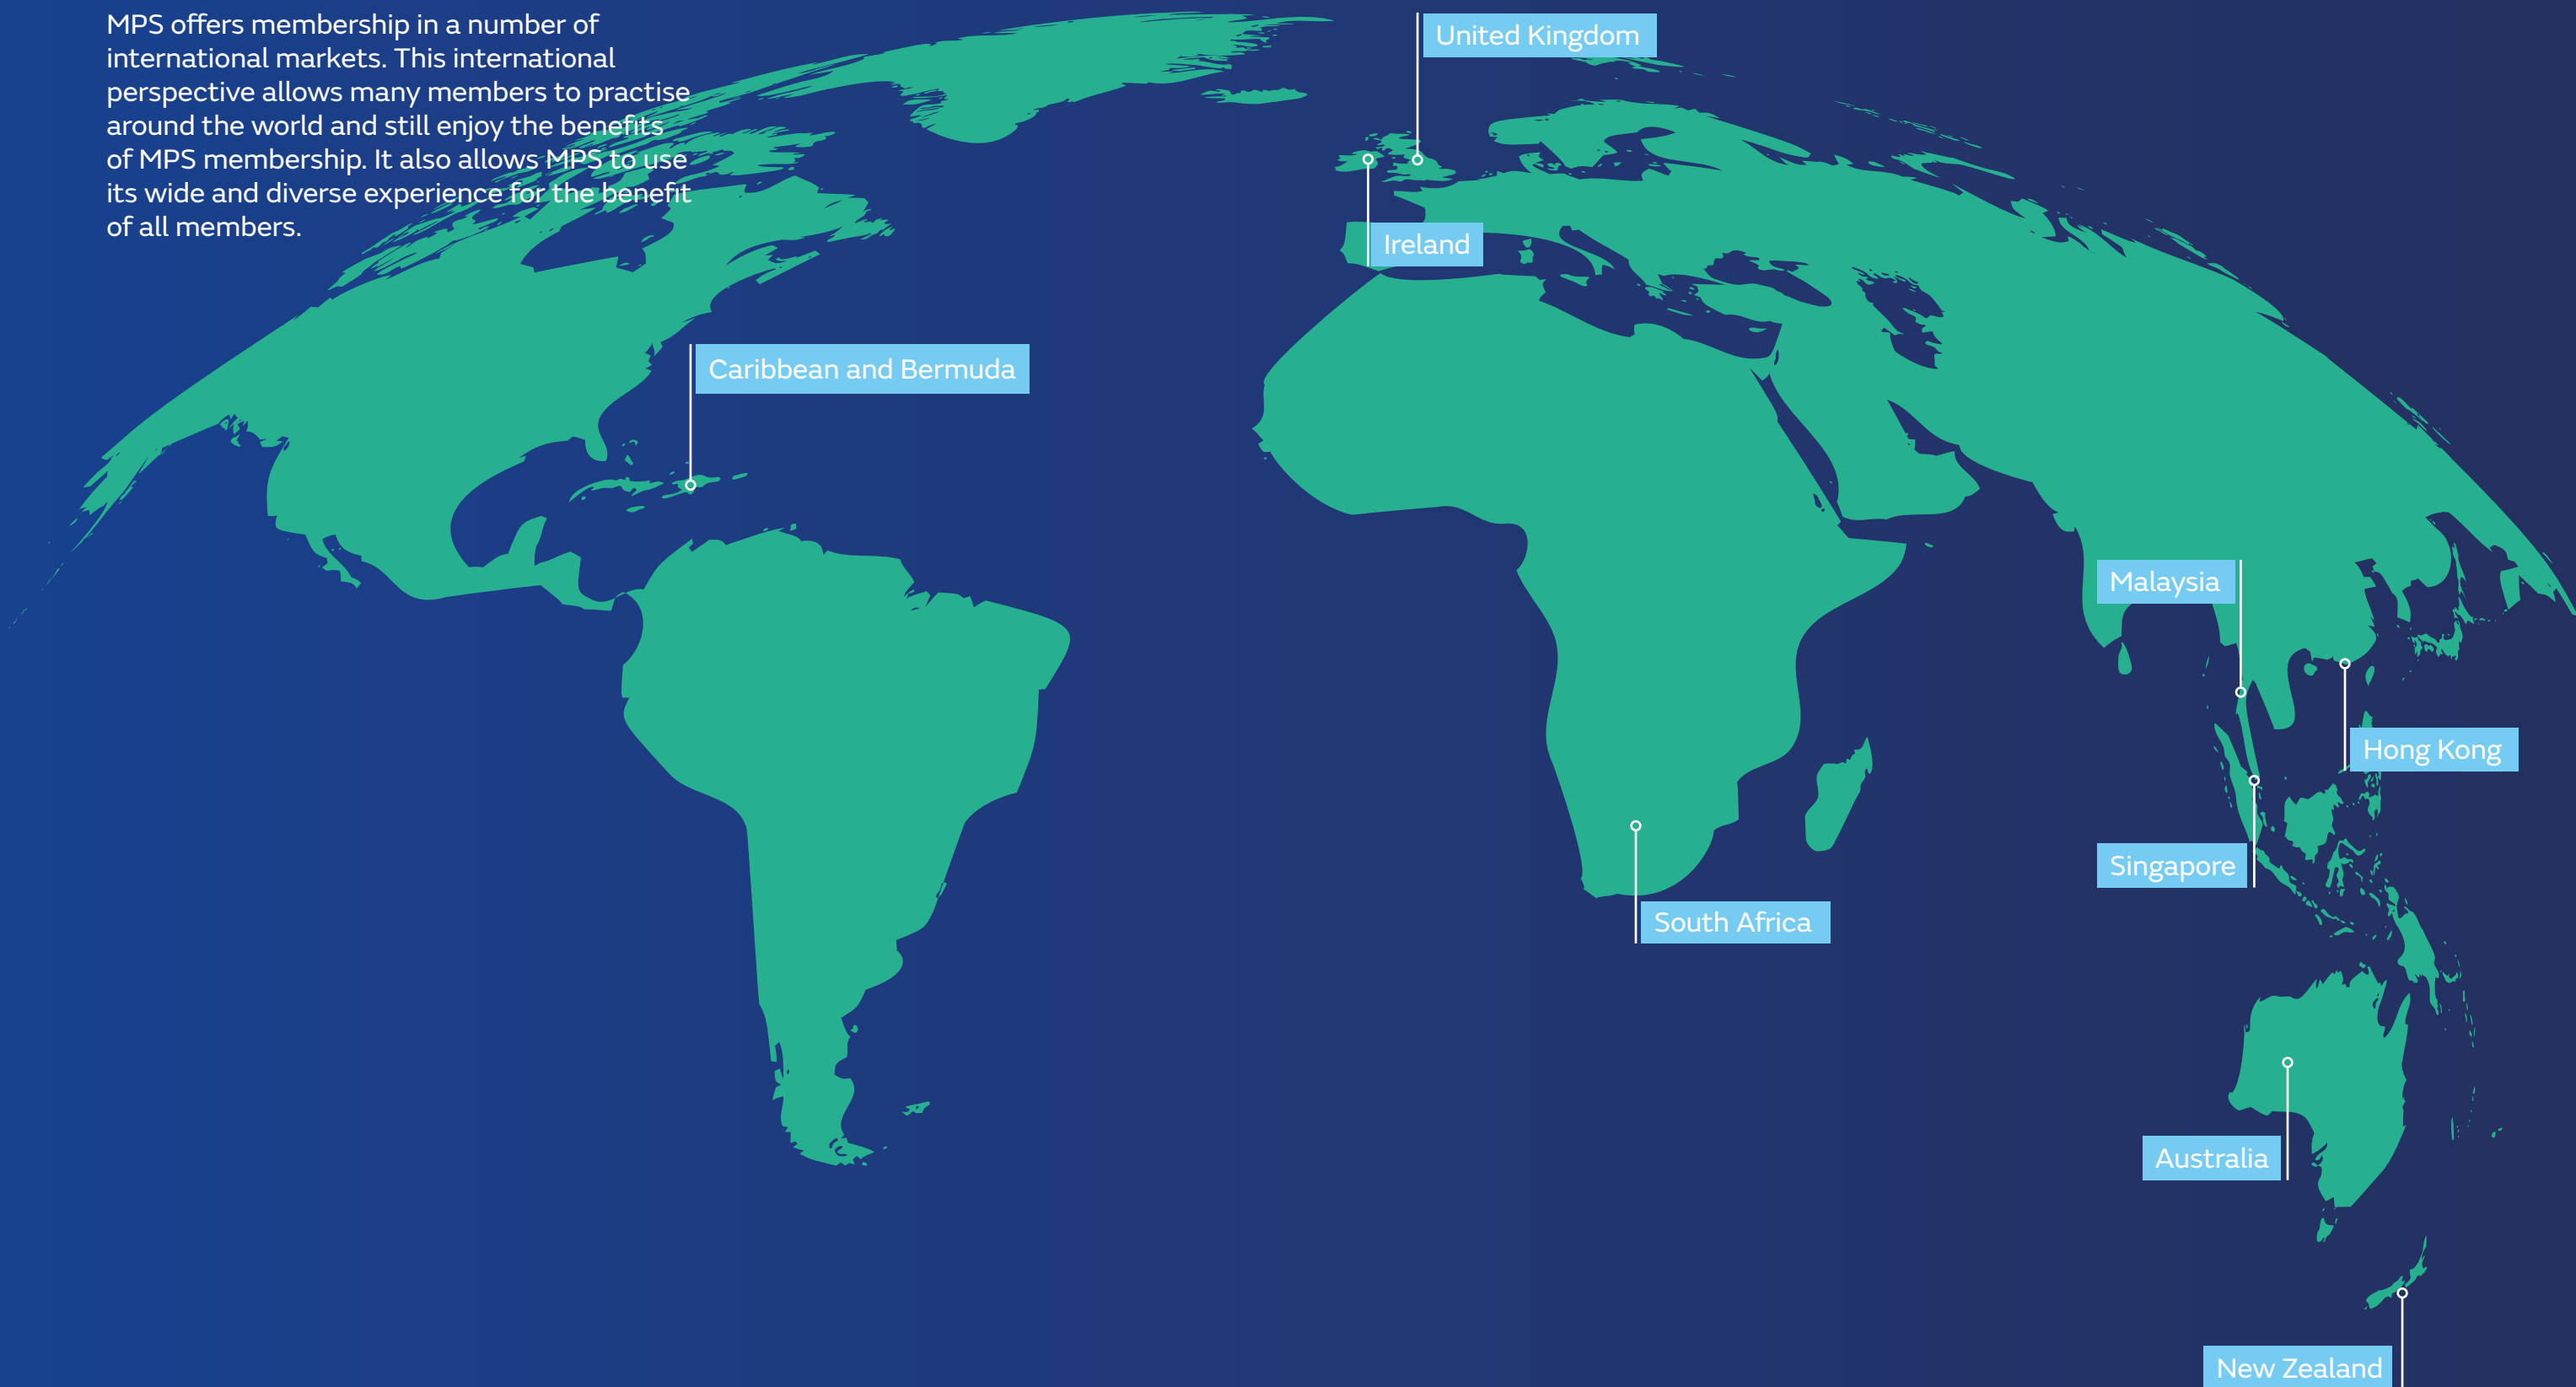 MPS offers membership in a number of
international markets. This international
perspective allows many members to practise
around the world and still enjoy the benefits
of MPS membership. It also allows MPS to use
its wide and diverse experience for the benefit
of all members.
United Kingdom
Ireland
Caribbean and Bermuda
Malaysia
Hong Kong
Singapore
South Africa
Australia
New Zealand